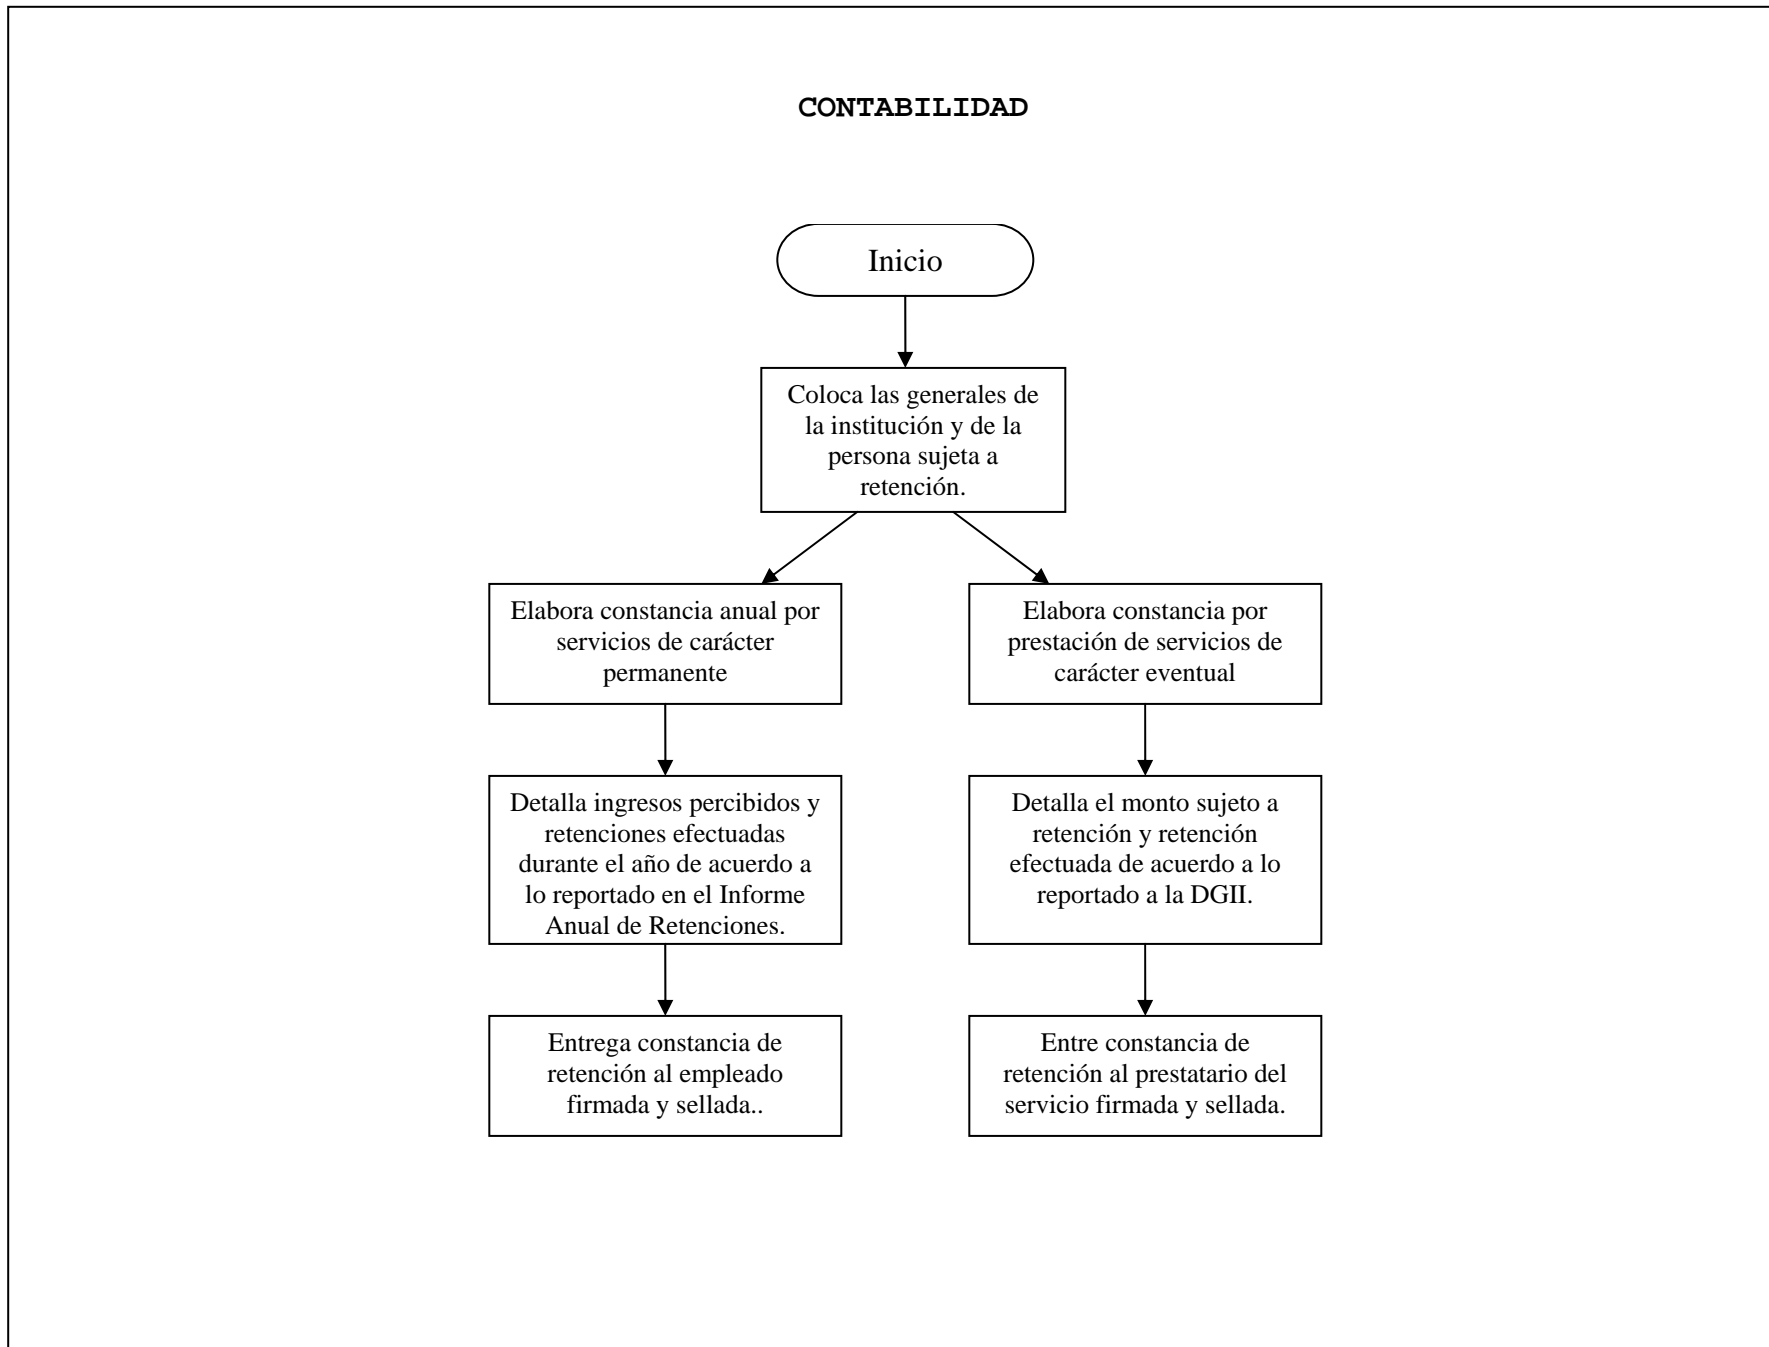 CONTABILIDAD
Inicio
Coloca las generales de
la institución y de la
persona sujeta a
retención.
Elabora constancia anual por
servicios de carácter
permanente
Elabora constancia por
prestación de servicios de
carácter eventual
Detalla ingresos percibidos y
retenciones efectuadas
durante el año de acuerdo a
lo reportado en el Informe
Anual de Retenciones.
Detalla el monto sujeto a
retención y retención
efectuada de acuerdo a lo
reportado a la DGII.
Entrega constancia de
retención al empleado
firmada y sellada..
Entre constancia de
retención al prestatario del
servicio firmada y sellada.